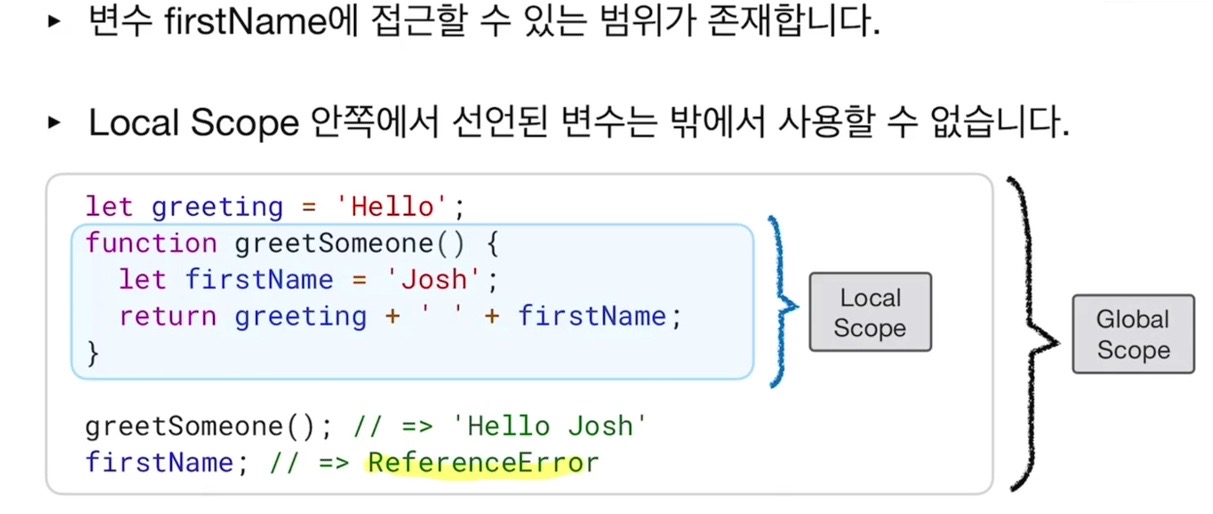 ▸ 변수 firstName에 접근할 수 있는 범위가 존재합니다.
▸ Local Scope 안쪽에서 선언된 변수는 밖에서 사용할 수 없습니다.
let greeting = 'Hello';
function greetSomeone() {
  let firstName = 'Josh';
  return greeting + ' ' + firstName;
}
Local
Scope
Global
Scope
greetSomeone(); // => 'Hello Josh'
firstName; // => ReferenceError